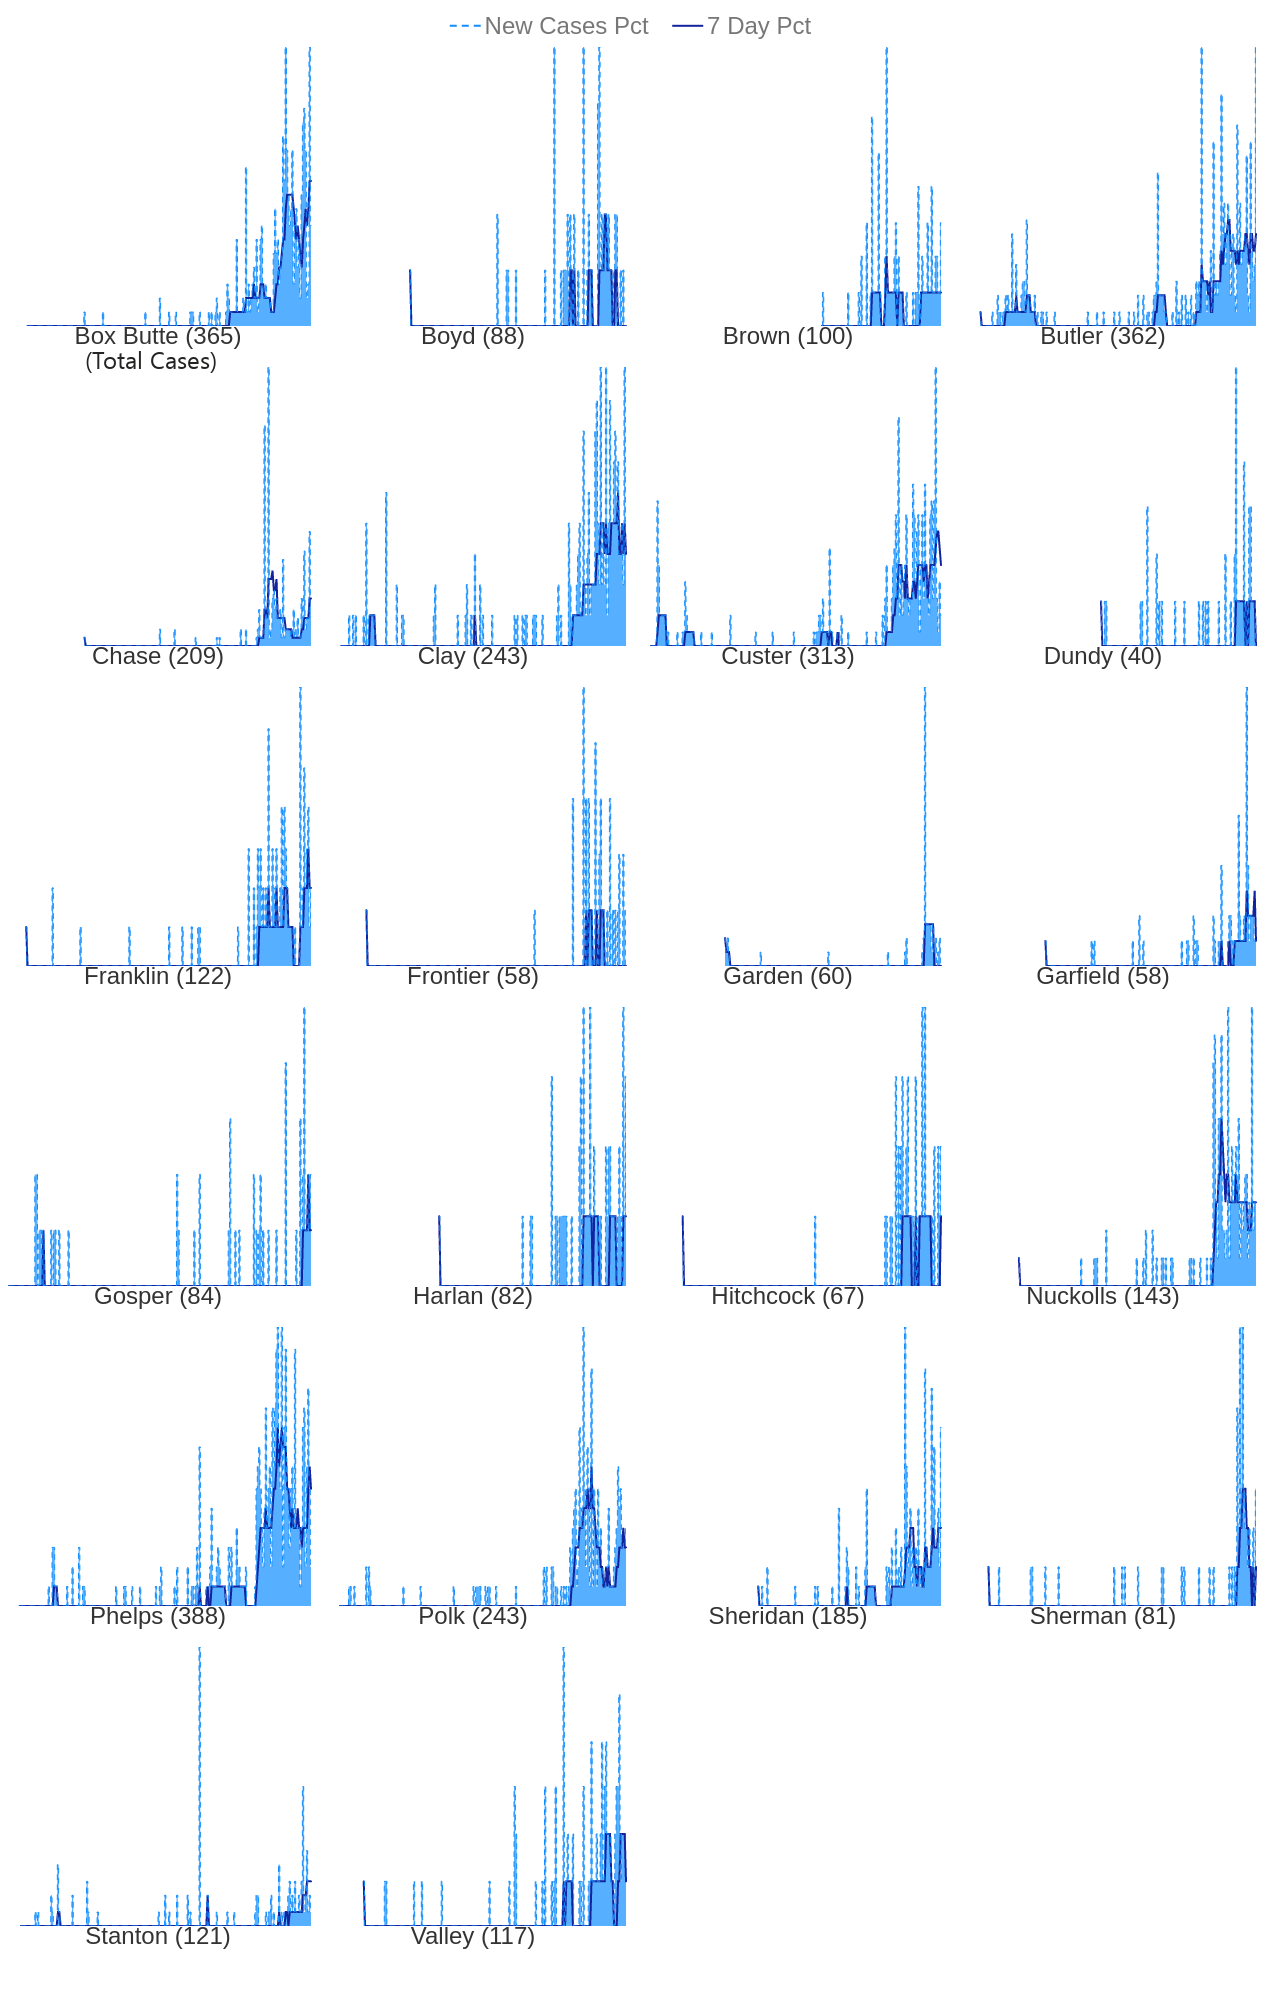 New Cases Pct 7 Day Pct
Box Butte (365) Boyd (88) Brown (100) Butler (362)
(Total Cases)
Chase (209) Clay (243) Custer (313) Dundy (40)
Franklin (122) Frontier (58) Garden (60) Garfield (58)
Gosper (84) Harlan (82) Hitchcock (67) Nuckolls (143)
Phelps (388) Polk (243) Sheridan (185) Sherman (81)
Stanton (121) Valley (117)